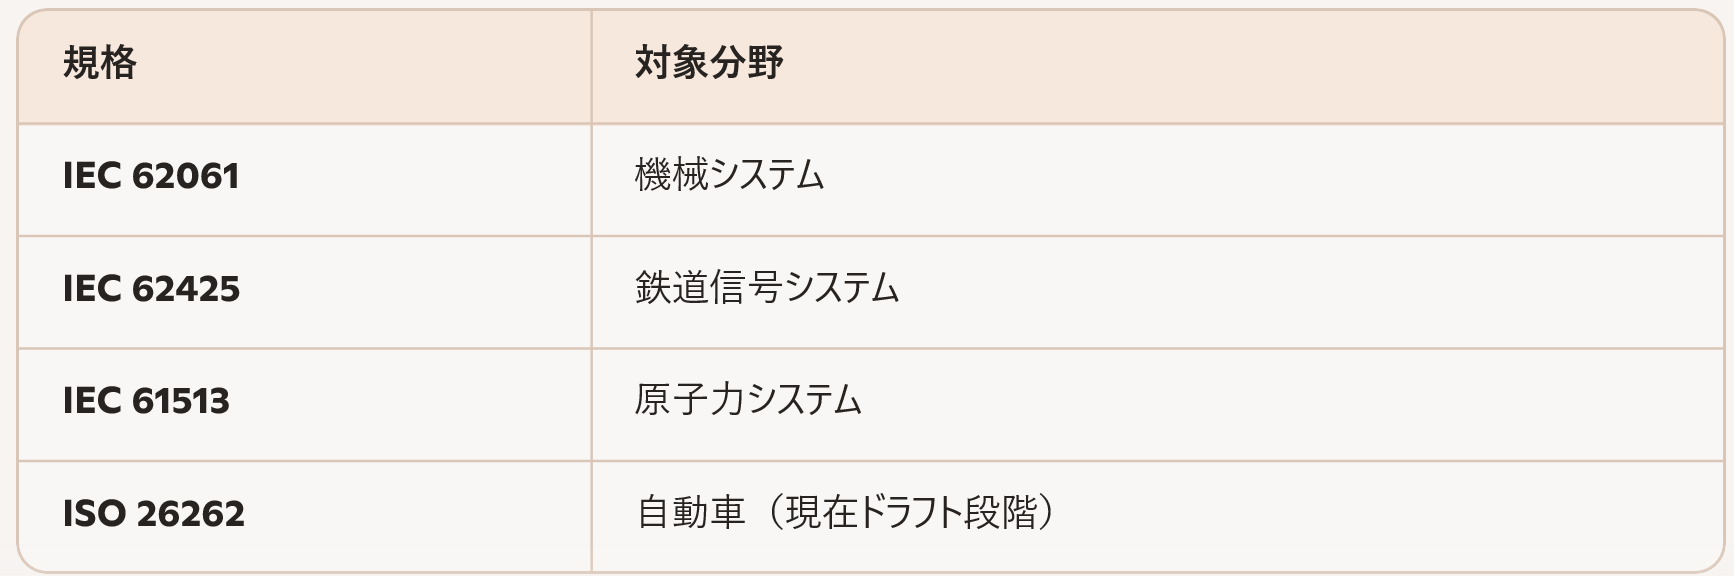 規格 対象分野
IEC 62061 機械システム
IEC 62425 鉄道信号システム
IEC 61513 原子力システム
ISO 26262 自動車（現在ドラフト段階）